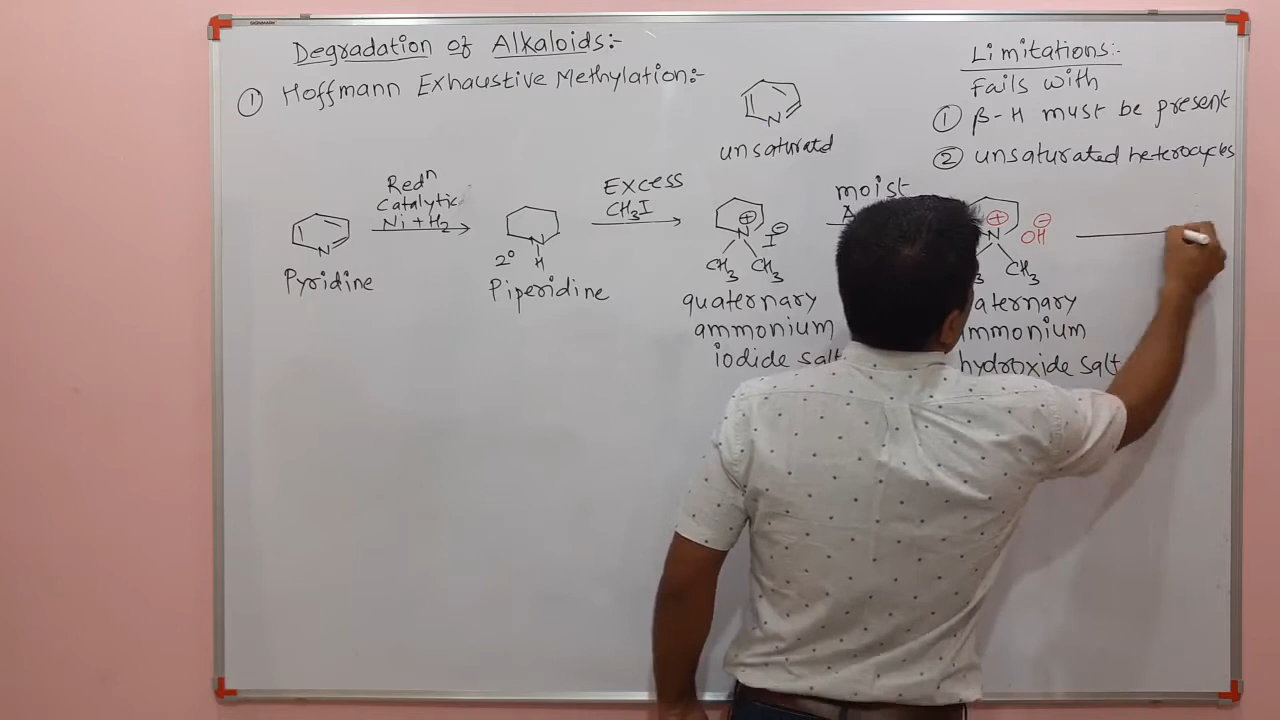 Degradation of Alkaloids:-
① Hoffmann Exhaustive Methylation:-
N
unsaturated
Limitations:-
Fails with
① β-H must be present
② unsaturated heterocycles
N
Pyridine
Redⁿ
Catalytic
Ni + H₂
2° N
H
Piperidine
Excess
CH₃I
⊕
N I⊖
CH₃ CH₃
quaternary
ammonium
iodide salt
moist
⊕
N OH⊖
CH₃
hydroxide salt